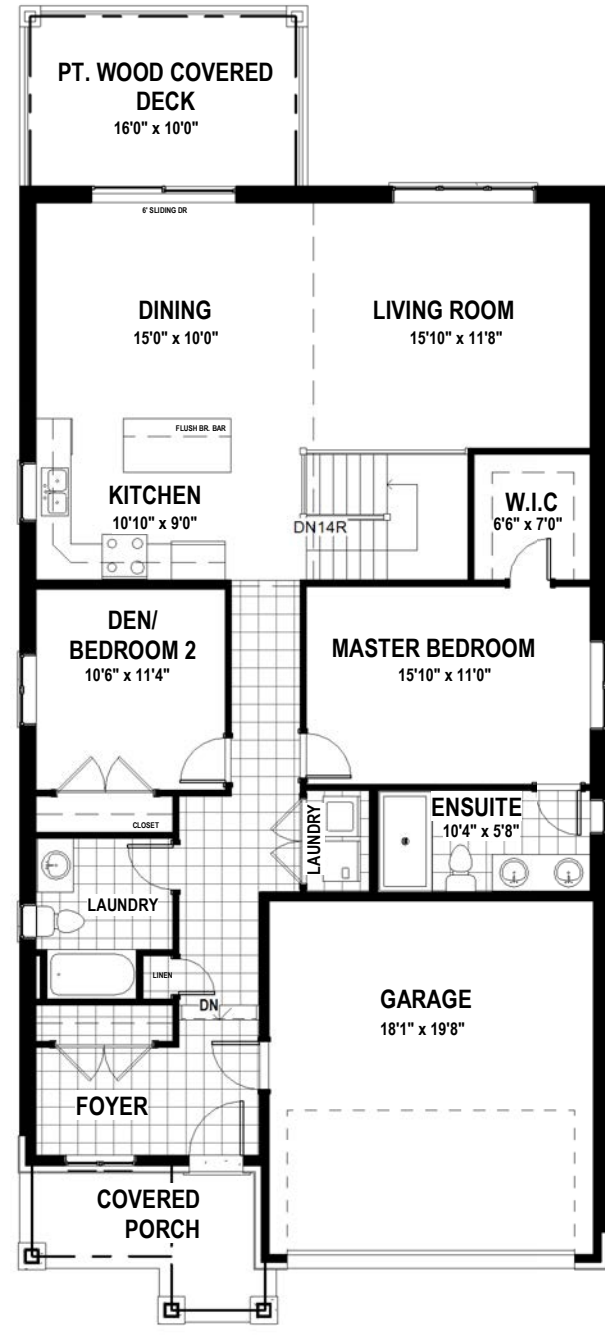 PT. WOOD COVERED
DECK
16'0" x 10'0"
6' SLIDING DR
DINING
15'0" x 10'0"
LIVING ROOM
15'10" x 11'8"
FLUSH BR. BAR
KITCHEN
10'10" x 9'0"
DN14R
W.I.C
6'6" x 7'0"
DEN/
BEDROOM 2
10'6" x 11'4"
MASTER BEDROOM
15'10" x 11'0"
CLOSET
LAUNDRY
ENSUITE
10'4" x 5'8"
LAUNDRY
LINEN
DN
GARAGE
18'1" x 19'8"
FOYER
COVERED
PORCH